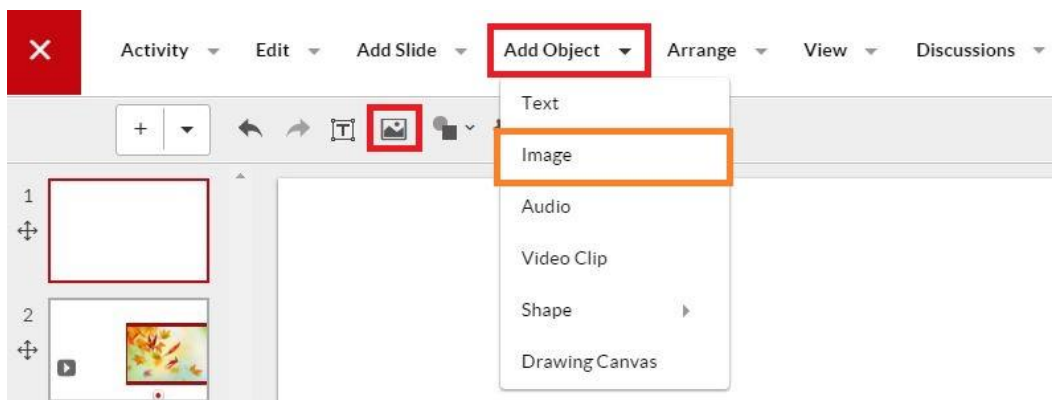 Activity Edit Add Slide Add Object Arrange View Discussions
Text
Image
1
Audio
Video Clip
2
Shape
Drawing Canvas